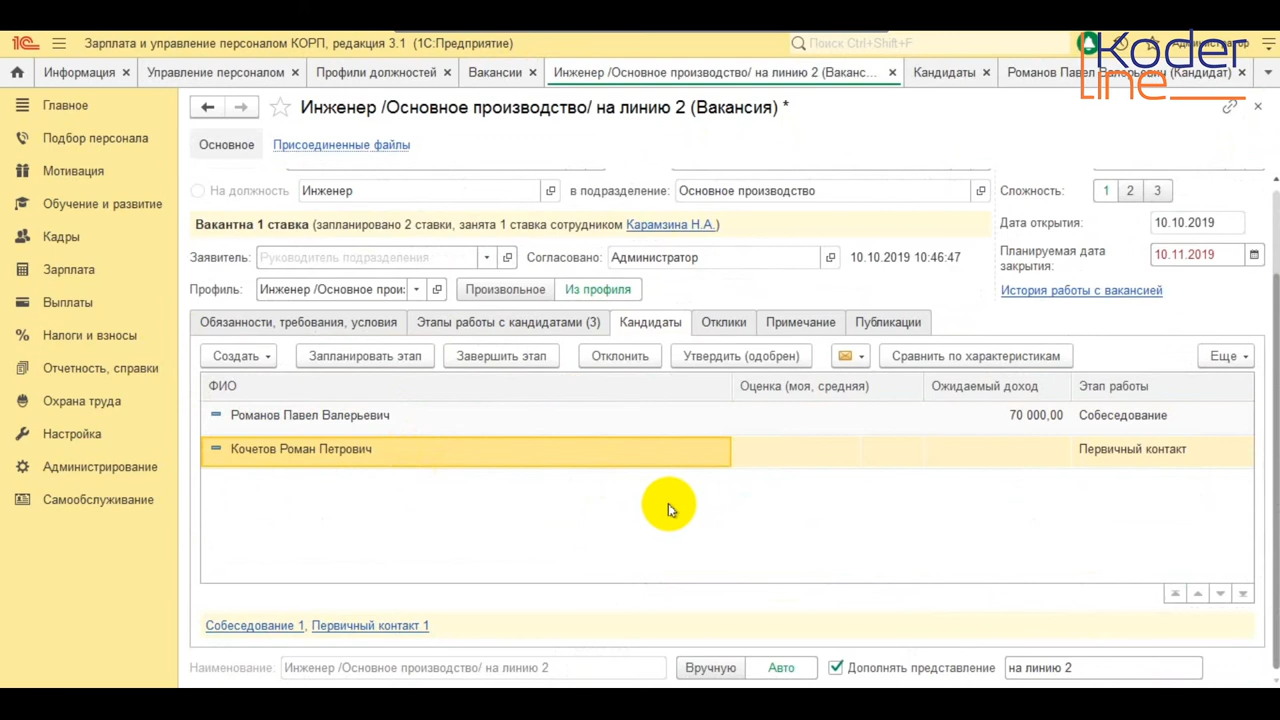 1С Зарплата и управление персоналом КОРП, редакция 3.1 (1С:Предприятие) Поиск Ctrl+Shift+F
Koder
line
Информация × Управление персоналом × Профили должностей × Вакансии × Инженер /Основное производство/ на линию 2 (Ваканс... × Кандидаты × Романов Павел Валерьевич (Кандидат) ×
Главное
Подбор персонала
Мотивация
Обучение и развитие
Кадры
Зарплата
Выплаты
Налоги и взносы
Отчетность, справки
Охрана труда
Настройка
Администрирование
Самообслуживание
Инженер /Основное производство/ на линию 2 (Вакансия) *
Основное Присоединенные файлы
На должность Инженер в подразделение: Основное производство Сложность: 1 2 3
Вакантна 1 ставка (запланировано 2 ставки, занята 1 ставка сотрудником Карамзина Н.А.)
Дата открытия: 10.10.2019
Заявитель: Руководитель подразделения Согласовано: Администратор 10.10.2019 10:46:47
Планируемая дата закрытия: 10.11.2019
Профиль: Инженер /Основное прои: Произвольное Из профиля История работы с вакансией
Обязанности, требования, условия Этапы работы с кандидатами (3) Кандидаты Отклики Примечание Публикации
Создать Запланировать этап Завершить этап Отклонить Утвердить (одобрен) Сравнить по характеристикам Еще
ФИО Оценка (моя, средняя) Ожидаемый доход Этап работы
Романов Павел Валерьевич 70 000,00 Собеседование
Кочетов Роман Петрович Первичный контакт
Собеседование 1, Первичный контакт 1
Наименование: Инженер /Основное производство/ на линию 2 Вручную Авто Дополнять представление на линию 2